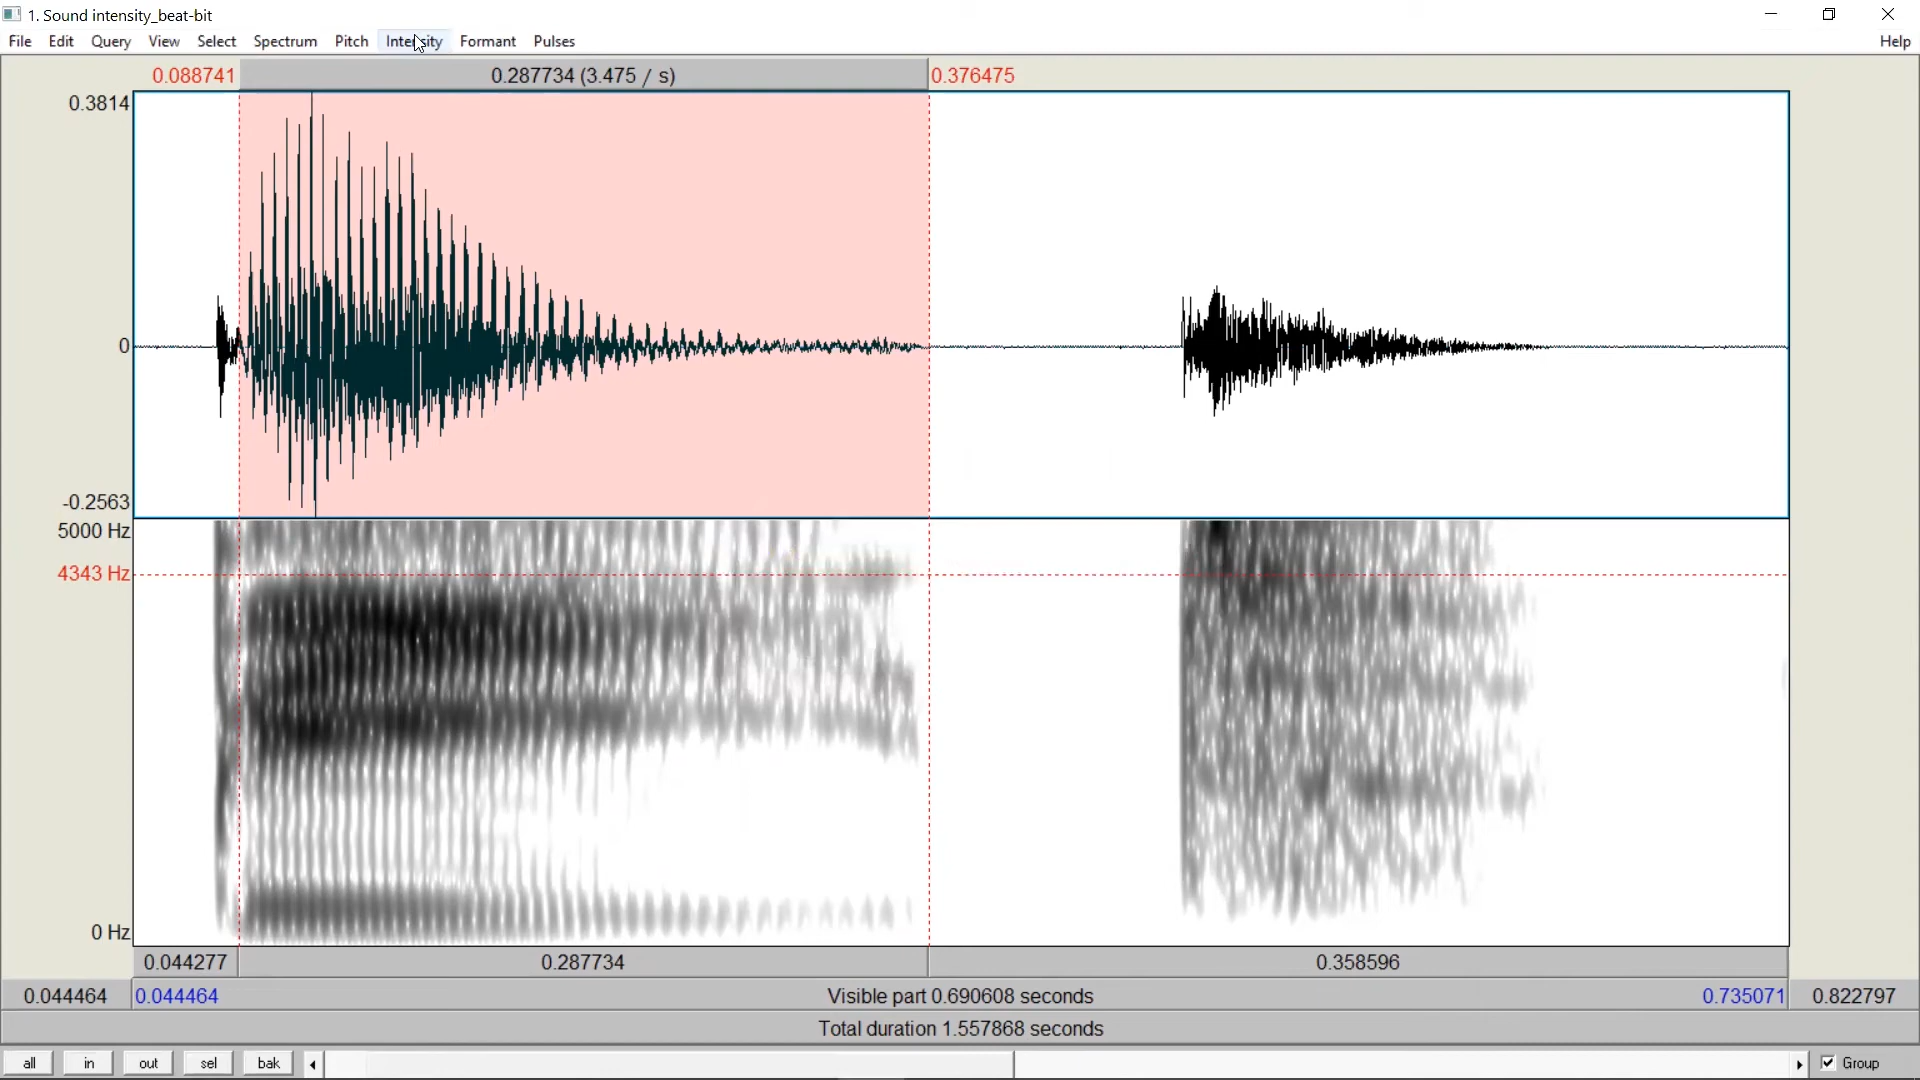 1. Sound intensity_beat-bit
File Edit Query View Select Spectrum Pitch Intensity Formant Pulses Help
0.088741 0.287734 (3.475 / s) 0.376475
0.3814
0
-0.2563
5000 Hz
4343 Hz
0 Hz
0.044277 0.287734 0.358596
0.044464 0.044464 Visible part 0.690608 seconds 0.735071 0.822797
Total duration 1.557868 seconds
all in out sel bak Group